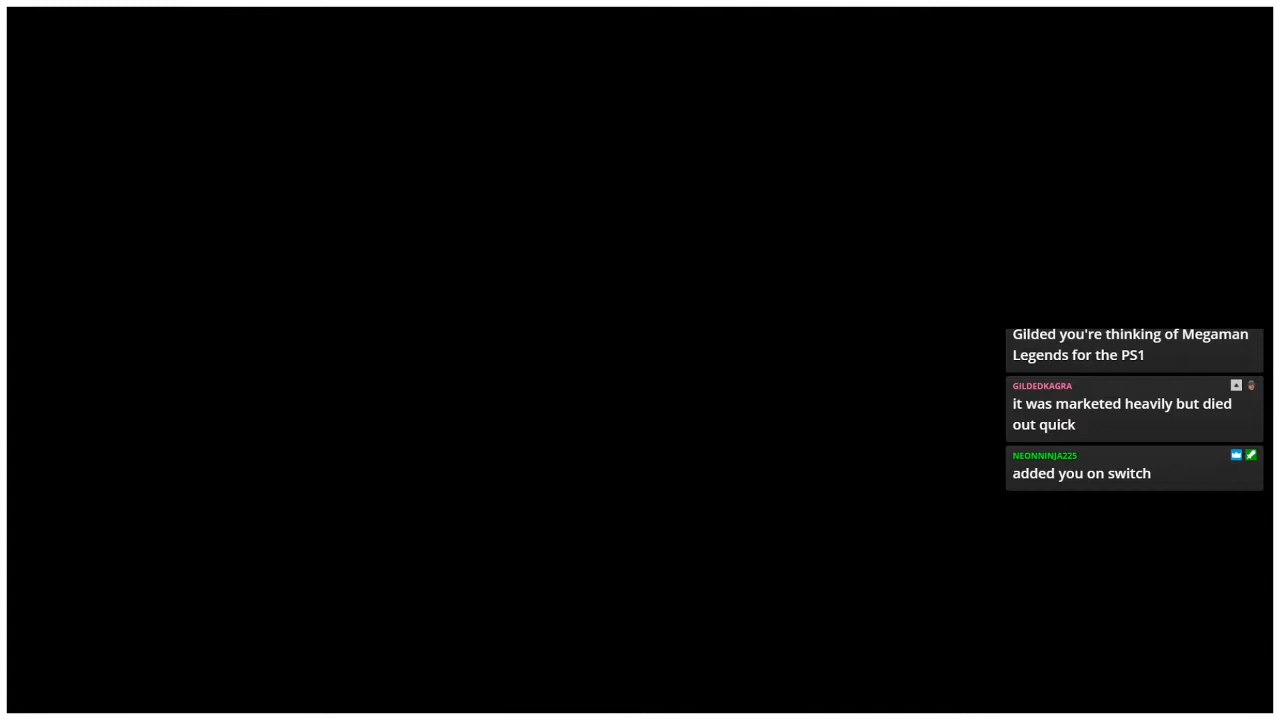 Gilded you're thinking of Megaman
Legends for the PS1
GILDEDKAGRA
it was marketed heavily but died
out quick
NEONNINJA225
added you on switch